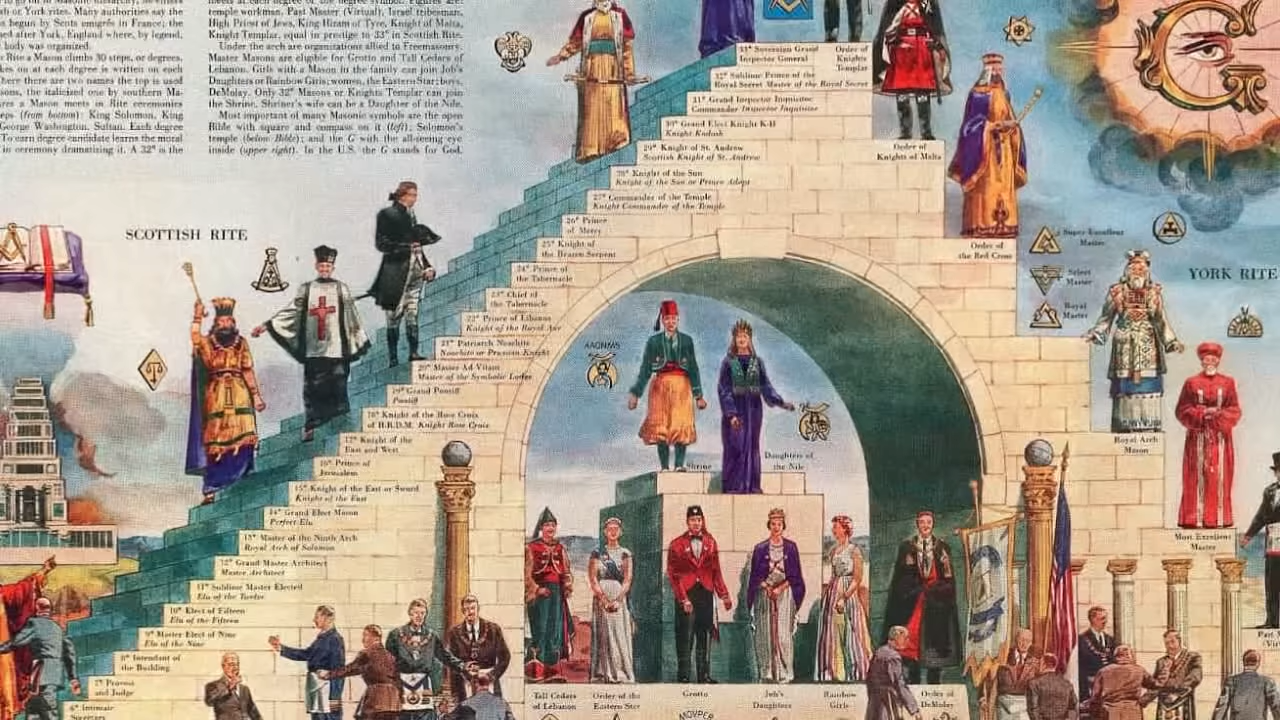 sh or York rites. Many authorities say the
s begun by Scots emigrés in France; the
ed after York, England where, by legend,
body was organized.
Rite a Mason climbs 30 steps, or degrees.
kes on at each degree is written on each
there are two names the top is used
sons, the italicized one by southern Ma-
res a Mason meets in Rite ceremonies
eps (from bottom): King Solomon, King
George Washington, Sultan. Each degree
To earn degree candidate learns the moral
in ceremony dramatizing it. A 32° is the
meets at each degree or the degree symbol. Figures are:
temple workman, Past Master (Virtual), Israel tribesman,
High Priest of Jews, King Hiram of Tyre, Knight of Malta,
Knight Templar, equal in prestige to 33° in Scottish Rite.
Under the arch are organizations allied to Freemasonry.
Master Masons are eligible for Grotto and Tall Cedars of
Lebanon. Girls with a Mason in the family can join Job's
Daughters or Rainbow Girls; women, the Eastern Star; boys,
DeMolay. Only 32° Masons or Knights Templar can join
the Shrine. Shriner's wife can be a Daughter of the Nile.
Most important of many Masonic symbols are the open
Bible with square and compass on it (left); Solomon's
temple (below Bible); and the G with the all-seeing eye
inside (upper right). In the U.S. the G stands for God.
G
33° Sovereign Grand
Inspector General
Order of
Knights
Templar
32° Sublime Prince of the
Royal Secret Master of the Royal Secret
31° Grand Inspector Inquisitor
Commander Inspector Inquisitor
30° Grand Elect Knight K-H
Knight Kadosh
29° Knight of St. Andrew
Scottish Knight of St. Andrew
Order of
Knights of Malta
28° Knight of the Sun
Knight of the Sun or Prince Adept
27° Commander of the Temple
Knight Commander of the Temple
26° Prince
of Mercy
25° Knight of
the Brazen Serpent
24° Prince of
the Tabernacle
23° Chief of
the Tabernacle
22° Prince of Libanus
Knight of the Royal Axe
21° Patriarch Noachite
Noachite or Prussian Knight
20° Master Ad Vitam
Master of the Symbolic Lodge
19° Grand Pontiff
Pontiff
18° Knight of the Rose Croix
of H.R.D.M. Knight Rose Croix
17° Knight of the
East and West
16° Prince of
Jerusalem
15° Knight of the East or Sword
Knight of the East
14° Grand Elect Mason
Perfect Elu
13° Master of the Ninth Arch
Royal Arch of Solomon
12° Grand Master Architect
Master Architect
11° Sublime Master Elected
Elu of the Twelve
10° Elect of Fifteen
Elu of the Fifteen
9° Master Elect of Nine
Elu of the Nine
8° Intendant of
the Building
7° Provost
and Judge
6° Intimate
Secretary
SCOTTISH RITE
Order of
the Red Cross
Super Excellent
Master
Select
Master
Royal
Master
YORK RITE
Royal Arch
Mason
Most Excellent
Master
AAONMS
Shrine
Daughters of
the Nile
Tall Cedars
of Lebanon
Order of the
Eastern Star
Grotto
Job's
Daughters
Rainbow
Girls
Order of
DeMolay
MOVPER